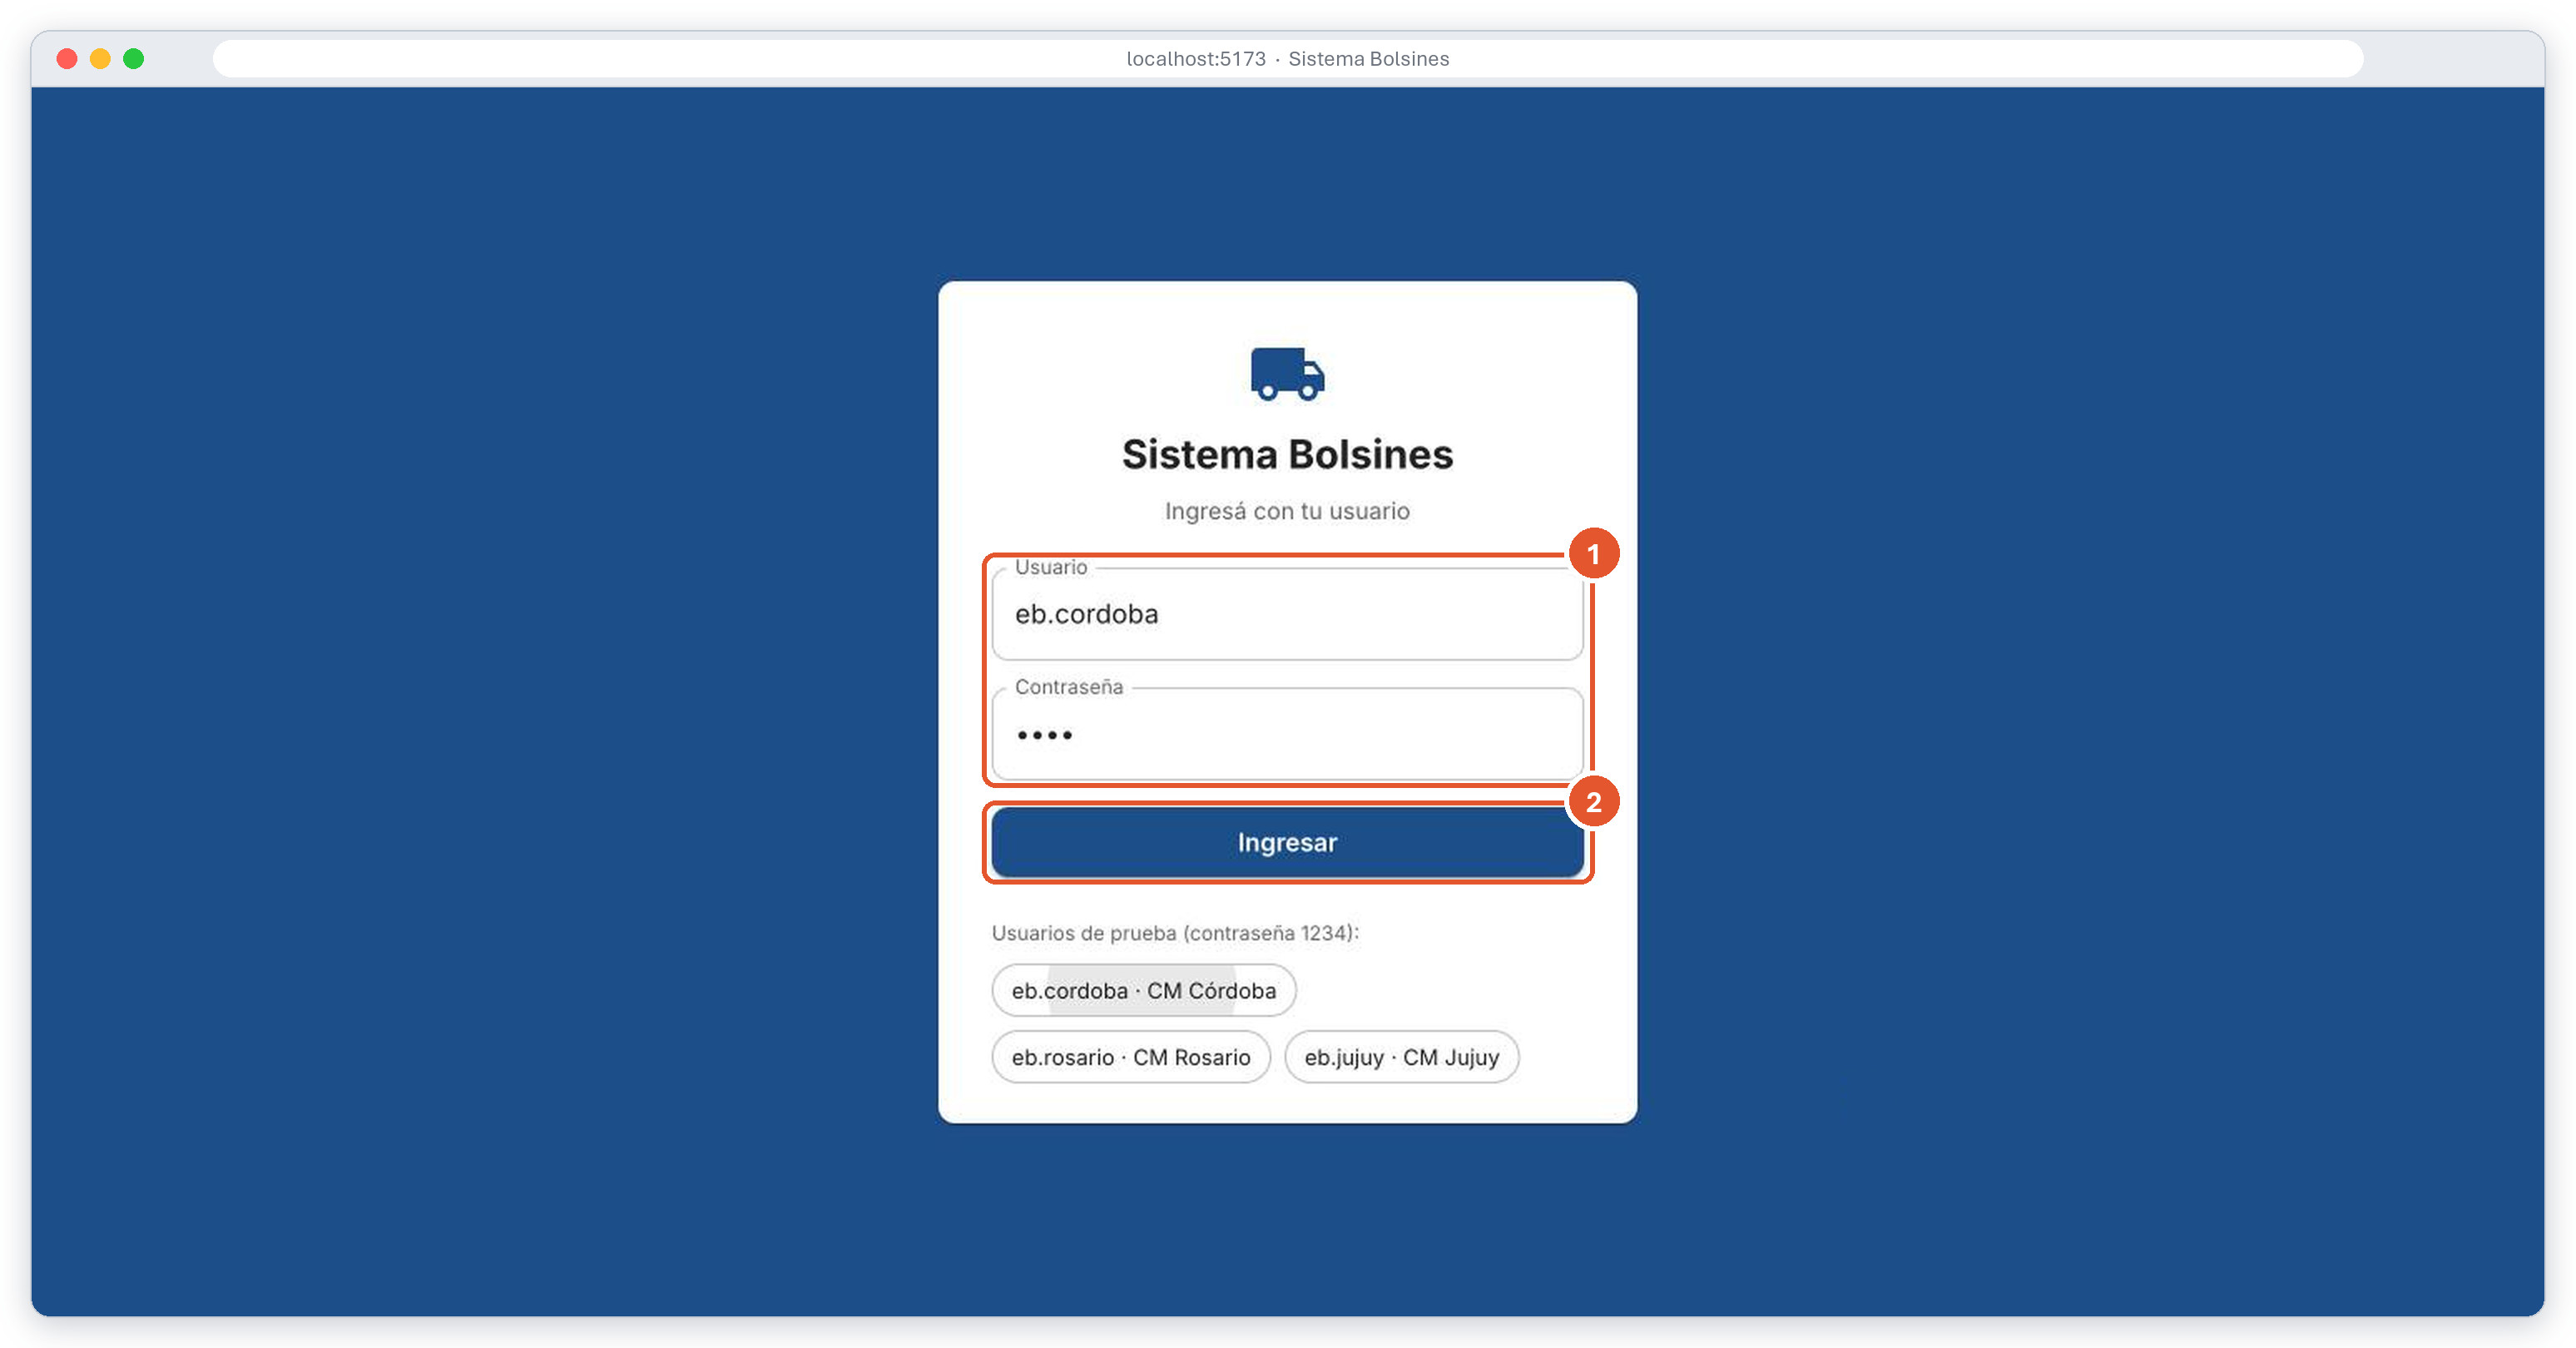 localhost:5173 · Sistema Bolsines
Sistema Bolsines
Ingresá con tu usuario
1
Usuario
eb.cordoba
Contraseña
••••
2
Ingresar
Usuarios de prueba (contraseña 1234):
eb.cordoba · CM Córdoba
eb.rosario · CM Rosario eb.jujuy · CM Jujuy